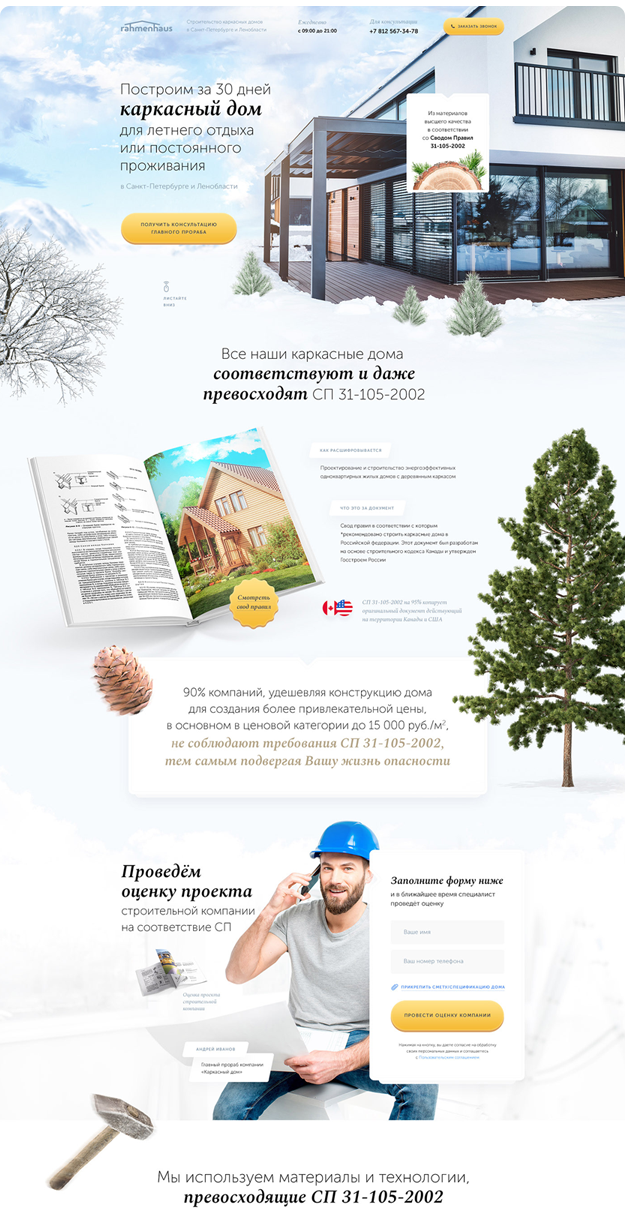 rahmenhaus
Строительство каркасных домов
в Санкт-Петербурге и Ленобласти
Ежедневно
с 09:00 до 21:00
Для консультации
+7 812 567-34-78
ЗАКАЗАТЬ ЗВОНОК
Построим за 30 дней
каркасный дом
для летнего отдыха
или постоянного
проживания
в Санкт-Петербурге и Ленобласти
ПОЛУЧИТЬ КОНСУЛЬТАЦИЮ
ГЛАВНОГО ПРОРАБА
Из материалов
высшего качества
в соответствии
со Сводом Правил
31-105-2002
ЛИСТАЙТЕ
ВНИЗ
Все наши каркасные дома
соответствуют и даже
превосходят СП 31-105-2002
КАК РАСШИФРОВЫВАЕТСЯ
Проектирование и строительство энергоэффективных
одноквартирных жилых домов с деревянным каркасом
ЧТО ЭТО ЗА ДОКУМЕНТ
Свод правил в соответствии с которым
*рекомендовано строить каркасные дома в
Российской федерации. Этот документ был разработан
на основе строительного кодекса Канады и утвержден
Госстроем России
Смотреть
свод правил
СП 31-105-2002 на 95% копирует
оригинальный документ действующий
на территории Канады и США
90% компаний, удешевляя конструкцию дома
для создания более привлекательной цены,
в основном в ценовой категории до 15 000 руб./м²,
не соблюдают требования СП 31-105-2002,
тем самым подвергая Вашу жизнь опасности
Проведём
оценку проекта
строительной компании
на соответствие СП
Оценка проекта
строительной
компании
АНДРЕЙ ИВАНОВ
Главный прораб компании
«Каркасный дом»
Заполните форму ниже
и в ближайшее время специалист
проведёт оценку
Ваше имя
Ваш номер телефона
ПРИКРЕПИТЬ СМЕТУ/СПЕЦИФИКАЦИЮ ДОМА
ПРОВЕСТИ ОЦЕНКУ КОМПАНИИ
Нажимая на кнопку, вы даете согласие на обработку
своих персональных данных и соглашаетесь
с Пользовательским соглашением
Мы используем материалы и технологии,
превосходящие СП 31-105-2002